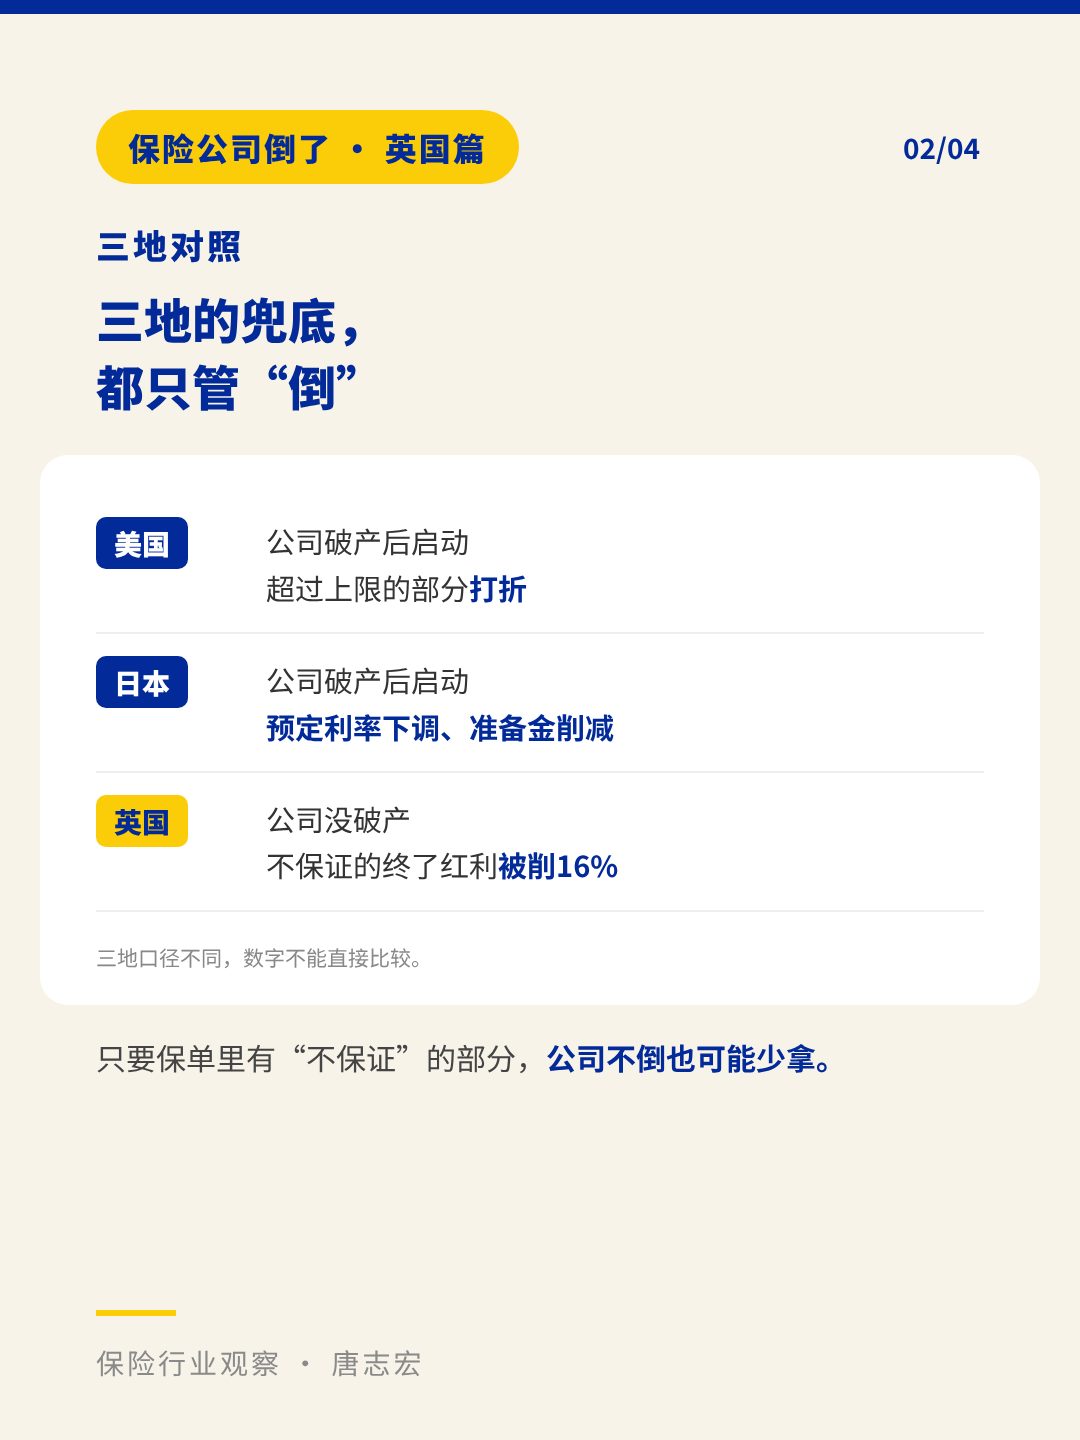 保险公司倒了 · 英国篇
02/04
三地对照
三地的兜底，
都只管“倒”
美国
公司破产后启动
超过上限的部分打折
日本
公司破产后启动
预定利率下调、准备金削减
英国
公司没破产
不保证的终了红利被削16%
三地口径不同，数字不能直接比较。
只要保单里有“不保证”的部分，公司不倒也可能少拿。
保险行业观察 · 唐志宏